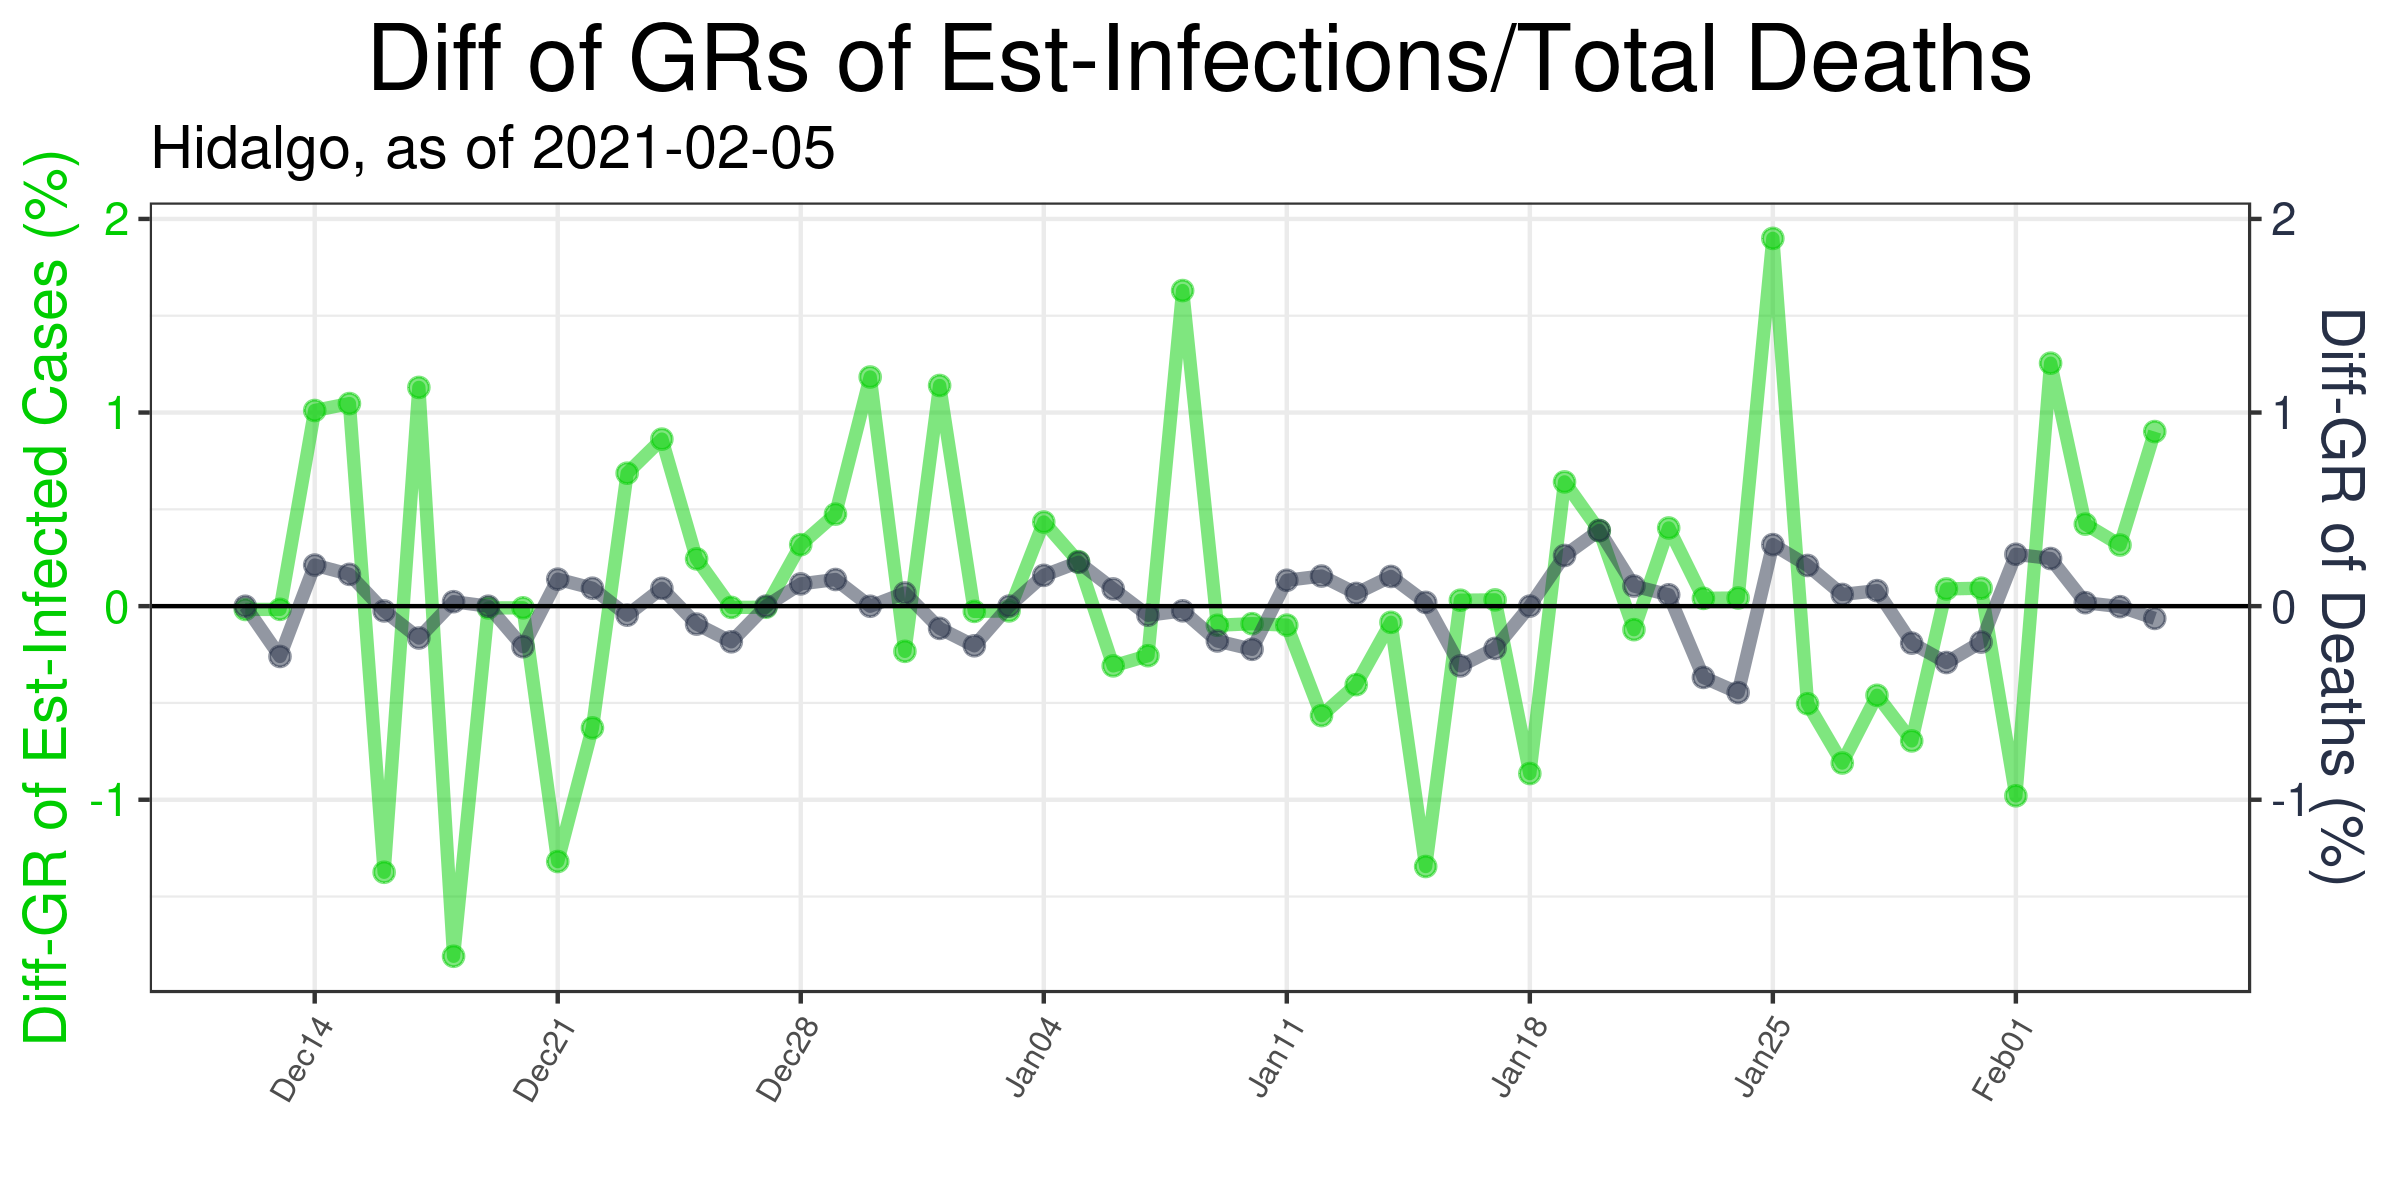 Diff of GRs of Est-Infections/Total Deaths
Hidalgo, as of 2021-02-05
Diff-GR of Est-Infected Cases (%)
2
1
0
-1
2
1
0
-1
Diff-GR of Deaths (%)
Dec14
Dec21
Dec28
Jan04
Jan11
Jan18
Jan25
Feb01